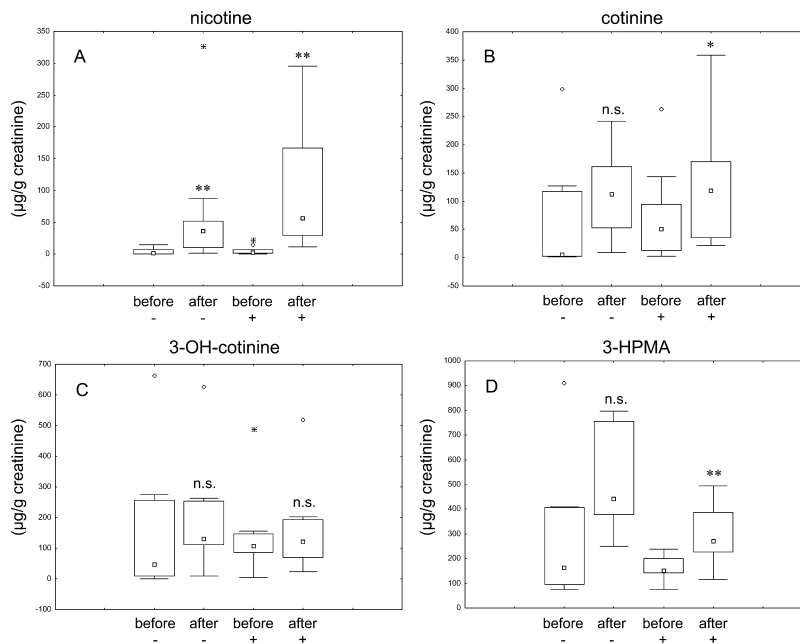 nicotine
A
(µg/g creatinine)
350
300
250
200
150
100
50
0
-50
**
**
before after before after
- - + +
cotinine
B
(µg/g creatinine)
400
350
300
250
200
150
100
50
0
-50
n.s.
*
before after before after
- - + +
3-OH-cotinine
C
(µg/g creatinine)
700
600
500
400
300
200
100
0
-100
n.s.
n.s.
before after before after
- - + +
3-HPMA
D
(µg/g creatinine)
1000
900
800
700
600
500
400
300
200
100
0
n.s.
**
before after before after
- - + +